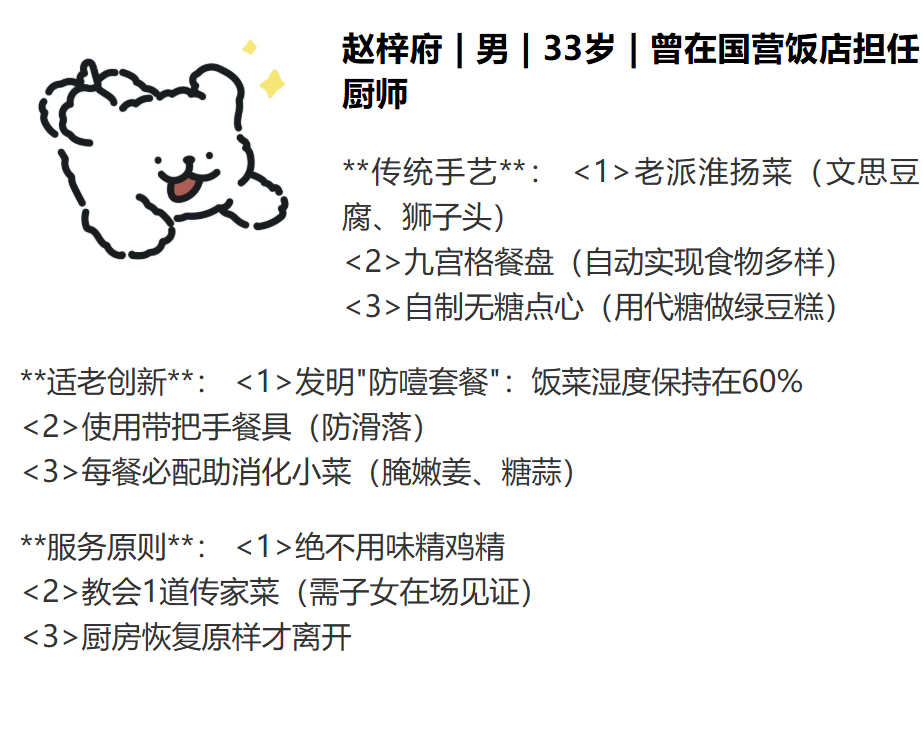 赵梓府｜男｜33岁｜曾在国营饭店担任
厨师
**传统手艺**： <1>老派淮扬菜（文思豆
腐、狮子头）
<2>九宫格餐盘（自动实现食物多样）
<3>自制无糖点心（用代糖做绿豆糕）
**适老创新**： <1>发明"防噎套餐"：饭菜湿度保持在60%
<2>使用带把手餐具（防滑落）
<3>每餐必配助消化小菜（腌嫩姜、糖蒜）
**服务原则**： <1>绝不用味精鸡精
<2>教会1道传家菜（需子女在场见证）
<3>厨房恢复原样才离开